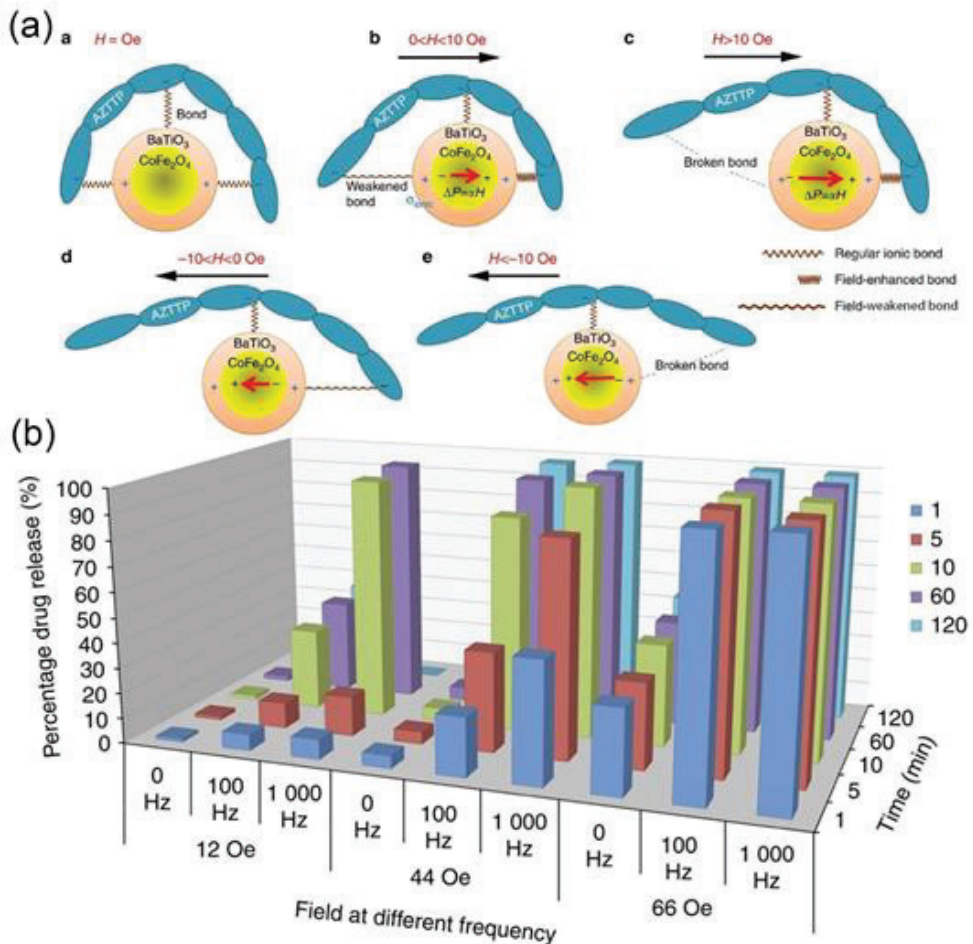 (a)
a
H = Oe
AZTTP
Bond
BaTiO3
CoFe2O4
b
0<H<10 Oe
AZTTP
BaTiO3
CoFe2O4
Weakened
bond
ΔP=αH
c
H>10 Oe
AZTTP
BaTiO3
CoFe2O4
Broken bond
ΔP=αH
d
−10<H<0 Oe
AZTTP
BaTiO3
CoFe2O4
e
H<−10 Oe
AZTTP
BaTiO3
CoFe2O4
Broken bond
Regular ionic bond
Field-enhanced bond
Field-weakened bond
(b)
Percentage drug release (%)
100
90
80
70
60
50
40
30
20
10
0
0 Hz
100 Hz
1 000 Hz
0 Hz
100 Hz
1 000 Hz
0 Hz
100 Hz
1 000 Hz
12 Oe
44 Oe
66 Oe
Field at different frequency
1
5
10
60
120
Time (min)
1
5
10
60
120